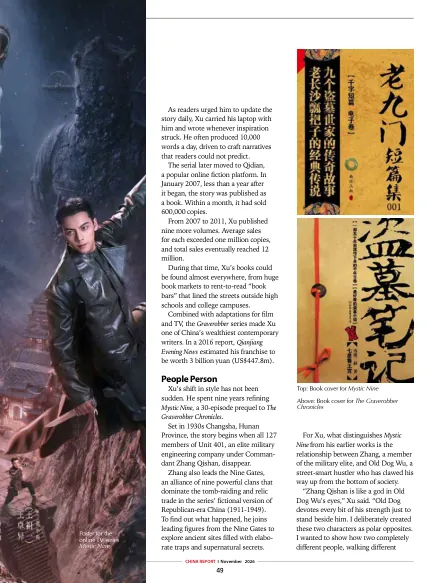 As readers urged him to update the
story daily, Xu carried his laptop with
him and wrote whenever inspiration
struck. He often produced 10,000
words a day, driven to craft narratives
that readers could not predict.
The serial later moved to Qidian,
a popular online fiction platform. In
January 2007, less than a year after
it began, the story was published as
a book. Within a month, it had sold
600,000 copies.
From 2007 to 2011, Xu published
nine more volumes. Average sales
for each exceeded one million copies,
and total sales eventually reached 12
million.
During that time, Xu's books could
be found almost everywhere, from huge
book markets to rent-to-read "book
bars" that lined the streets outside high
schools and college campuses.
Combined with adaptations for film
and TV, the Graverobber series made Xu
one of China's wealthiest contemporary
writers. In a 2016 report, Qianjiang
Evening News estimated his franchise to
be worth 3 billion yuan (US$447.8m).
People Person
Xu's shift in style has not been
sudden. He spent nine years refining
Mystic Nine, a 30-episode prequel to The
Graverobber Chronicles.
Set in 1930s Changsha, Hunan
Province, the story begins when all 127
members of Unit 401, an elite military
engineering company under Comman-
dant Zhang Qishan, disappear.
Zhang also leads the Nine Gates,
an alliance of nine powerful clans that
dominate the tomb-raiding and relic
trade in the series' fictional version of
Republican-era China (1911-1949).
To find out what happened, he joins
leading figures from the Nine Gates to
explore ancient sites filled with elabo-
rate traps and supernatural secrets.
老九门
短篇集
001
【千字短篇 章子卷】
九个盗墓世家的传奇故事
老长沙瓢把子的经典传说
盗墓笔记
Top: Book cover for Mystic Nine
Above: Book cover for The Graverobber
Chronicles
For Xu, what distinguishes Mystic
Nine from his earlier works is the
relationship between Zhang, a member
of the military elite, and Old Dog Wu, a
street-smart hustler who has clawed his
way up from the bottom of society.
"Zhang Qishan is like a god in Old
Dog Wu's eyes," Xu said. "Old Dog
devotes every bit of his strength just to
stand beside him. I deliberately created
these two characters as polar opposites.
I wanted to show how two completely
different people, walking different
Poster for the
online TV series
Mystic Nine
CHINA REPORT I November 2026
49